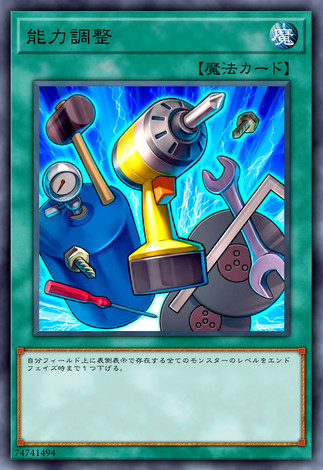 能力調整
魔
【魔法カード】
自分フィールド上に表側表示で存在する全てのモンスターのレベルをエンド
フェイズ時まで１つ下げる。
74741494